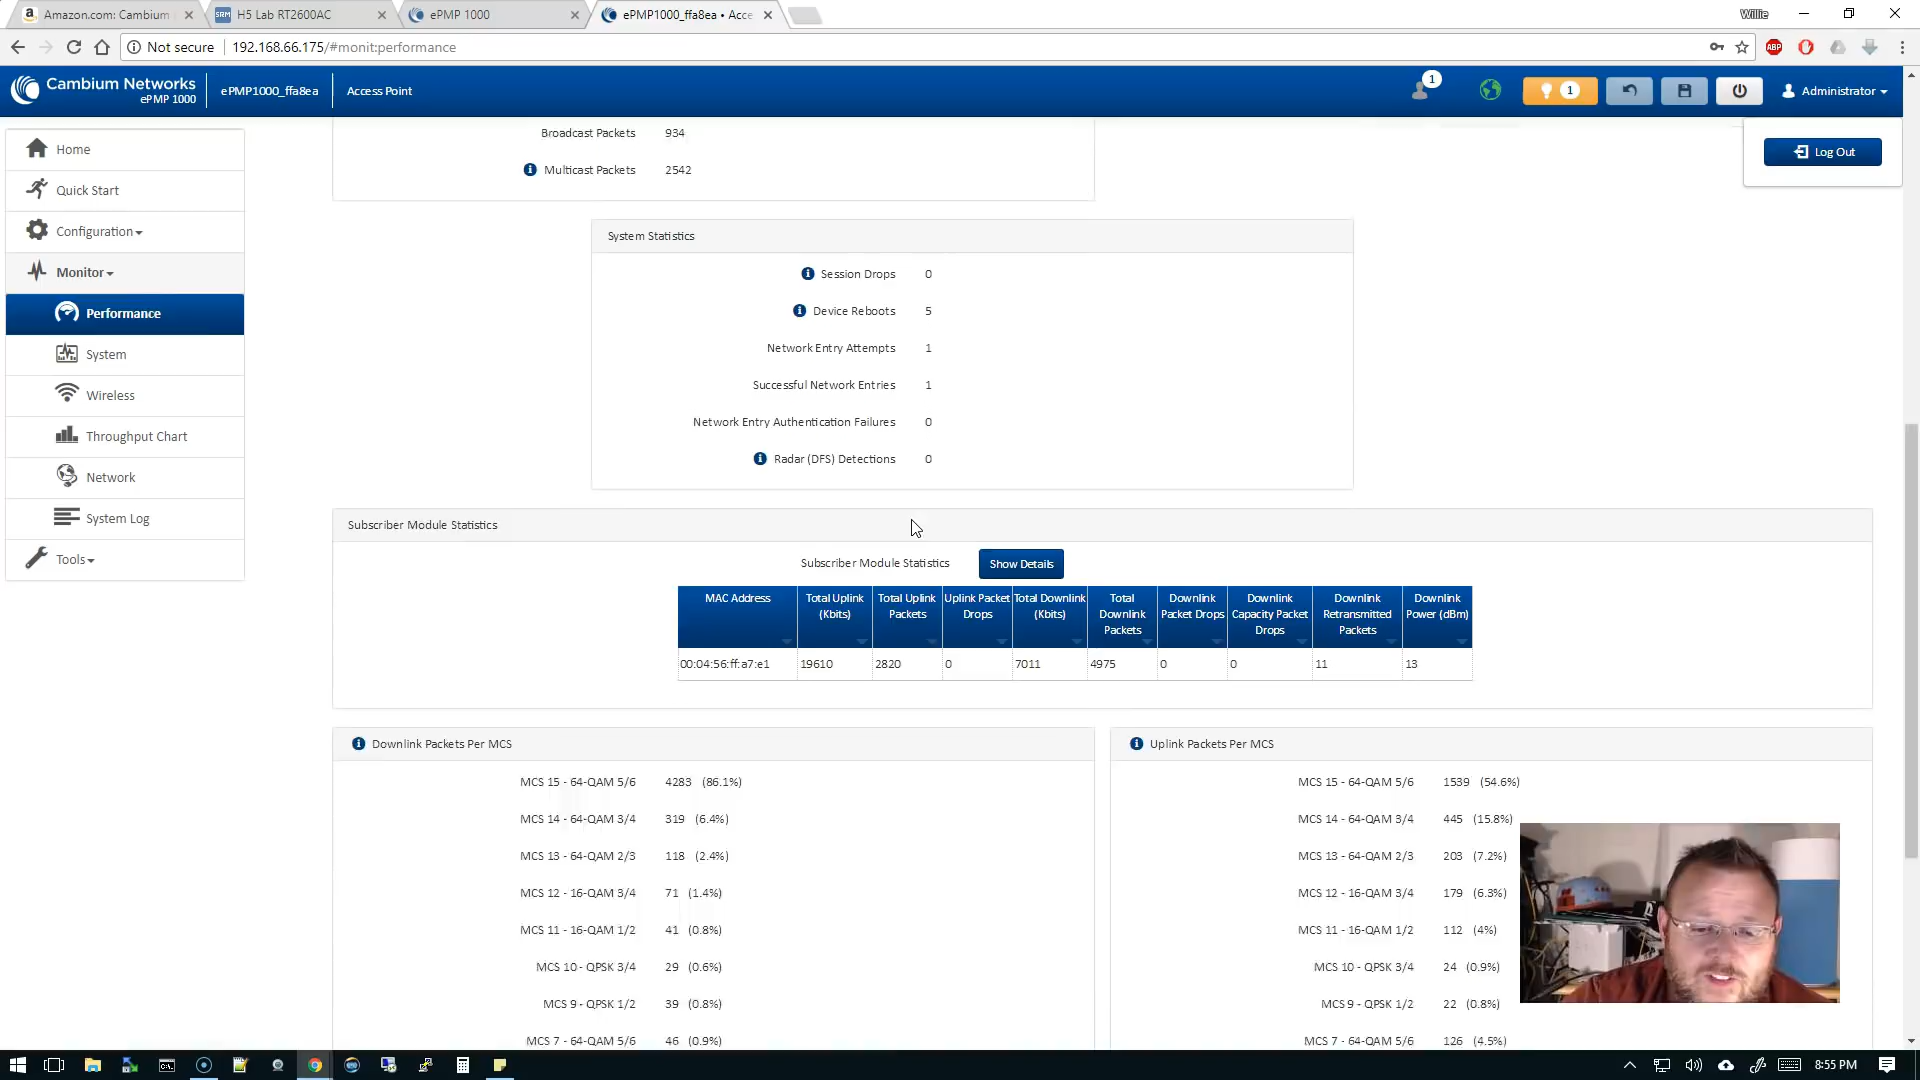 Amazon.com: Cambium
H5 Lab RT2600AC
ePMP 1000
ePMP1000_ffa8ea • Acce
Willie
Not secure
192.168.66.175/#monit:performance
ABP
Cambium Networks
ePMP 1000
ePMP1000_ffa8ea
Access Point
1
1
Administrator
Log Out
Home
Quick Start
Configuration
Monitor
Performance
System
Wireless
Throughput Chart
Network
System Log
Tools
Broadcast Packets 934
Multicast Packets 2542
System Statistics
Session Drops 0
Device Reboots 5
Network Entry Attempts 1
Successful Network Entries 1
Network Entry Authentication Failures 0
Radar (DFS) Detections 0
Subscriber Module Statistics
Subscriber Module Statistics Show Details
MAC Address Total Uplink Total Uplink Uplink Packet Total Downlink Total Downlink Downlink Downlink Downlink
(Kbits) Packets Drops (Kbits) Downlink Packet Drops Capacity Packet Retransmitted Power (dBm)
Packets Drops Packets
00:04:56:ff:a7:e1 19610 2820 0 7011 4975 0 0 11 13
Downlink Packets Per MCS
MCS 15 - 64-QAM 5/6 4283 (86.1%)
MCS 14 - 64-QAM 3/4 319 (6.4%)
MCS 13 - 64-QAM 2/3 118 (2.4%)
MCS 12 - 16-QAM 3/4 71 (1.4%)
MCS 11 - 16-QAM 1/2 41 (0.8%)
MCS 10 - QPSK 3/4 29 (0.6%)
MCS 9 - QPSK 1/2 39 (0.8%)
MCS 7 - 64-QAM 5/6 46 (0.9%)
Uplink Packets Per MCS
MCS 15 - 64-QAM 5/6 1539 (54.6%)
MCS 14 - 64-QAM 3/4 445 (15.8%)
MCS 13 - 64-QAM 2/3 203 (7.2%)
MCS 12 - 16-QAM 3/4 179 (6.3%)
MCS 11 - 16-QAM 1/2 112 (4%)
MCS 10 - QPSK 3/4 24 (0.9%)
MCS 9 - QPSK 1/2 22 (0.8%)
MCS 7 - 64-QAM 5/6 126 (4.5%)
8:55 PM